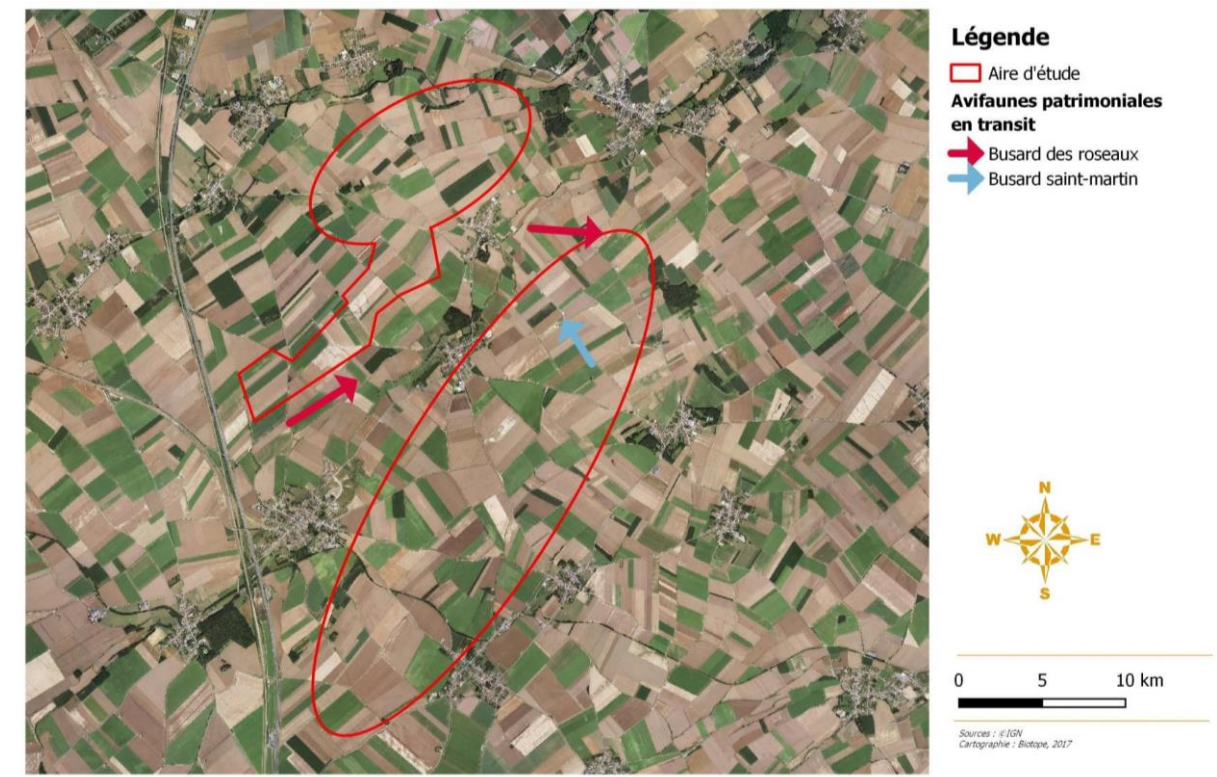 Légende
Aire d'étude
Avifaunes patrimoniales
en transit
Busard des roseaux
Busard saint-martin
N
W E
S
0 5 10 km
Sources : ©IGN
Cartographie : Biotope, 2017